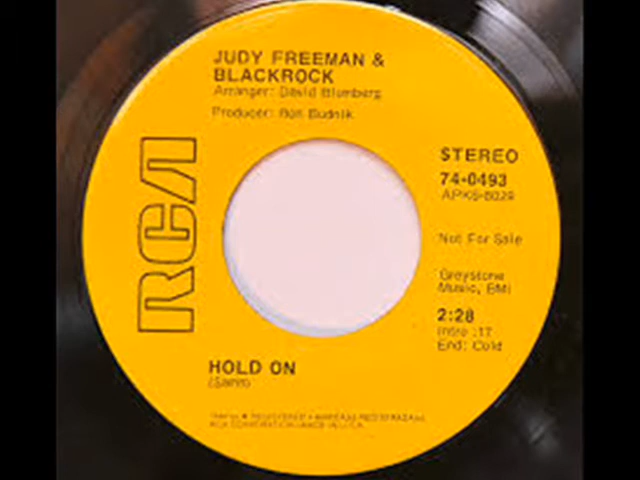 JUDY FREEMAN &
BLACKROCK
Arranger: David Blumberg
Producer: Ron Budnik
RCA
STEREO
74-0493
Not For Sale
Greystone
Music, BMI
2:28
Intro :17
End: Cold
HOLD ON